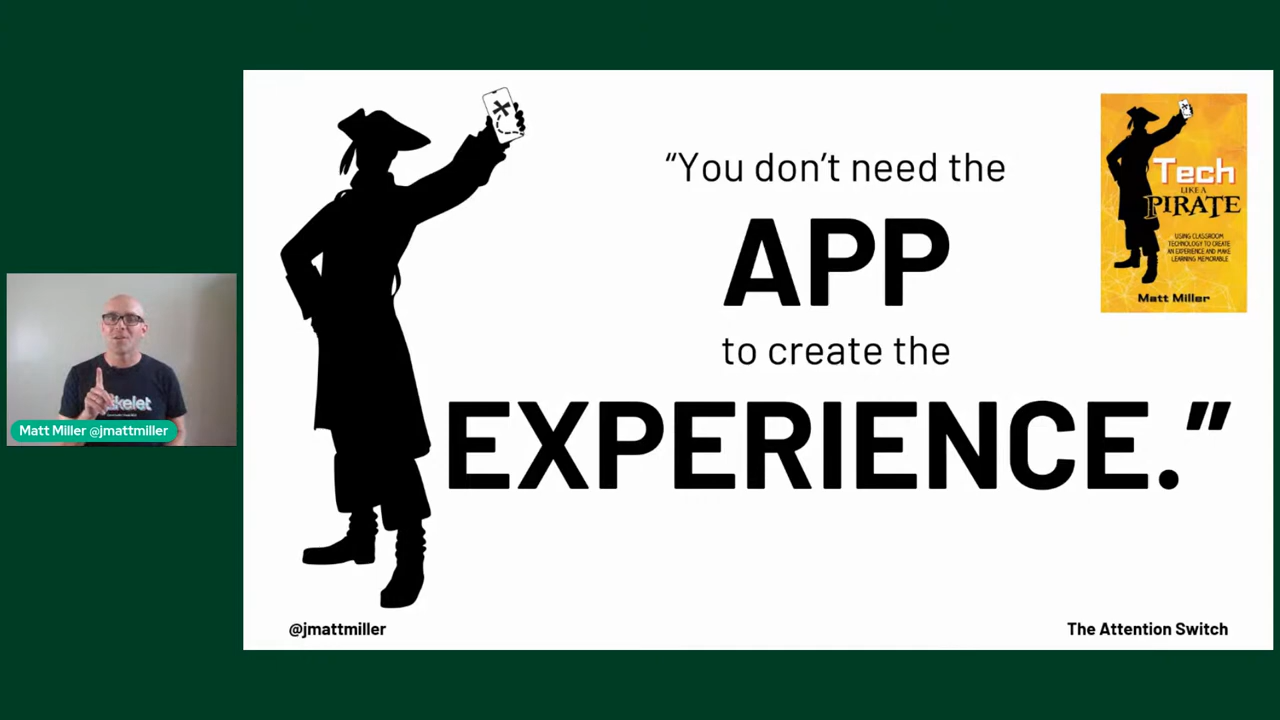 “You don’t need the
APP
to create the
EXPERIENCE.”
Tech
LIKE A
PIRATE
USING CLASSROOM
TECHNOLOGY TO CREATE
AN EXPERIENCE AND MAKE
LEARNING MEMORABLE
Matt Miller
Matt Miller @jmattmiller
@jmattmiller
The Attention Switch